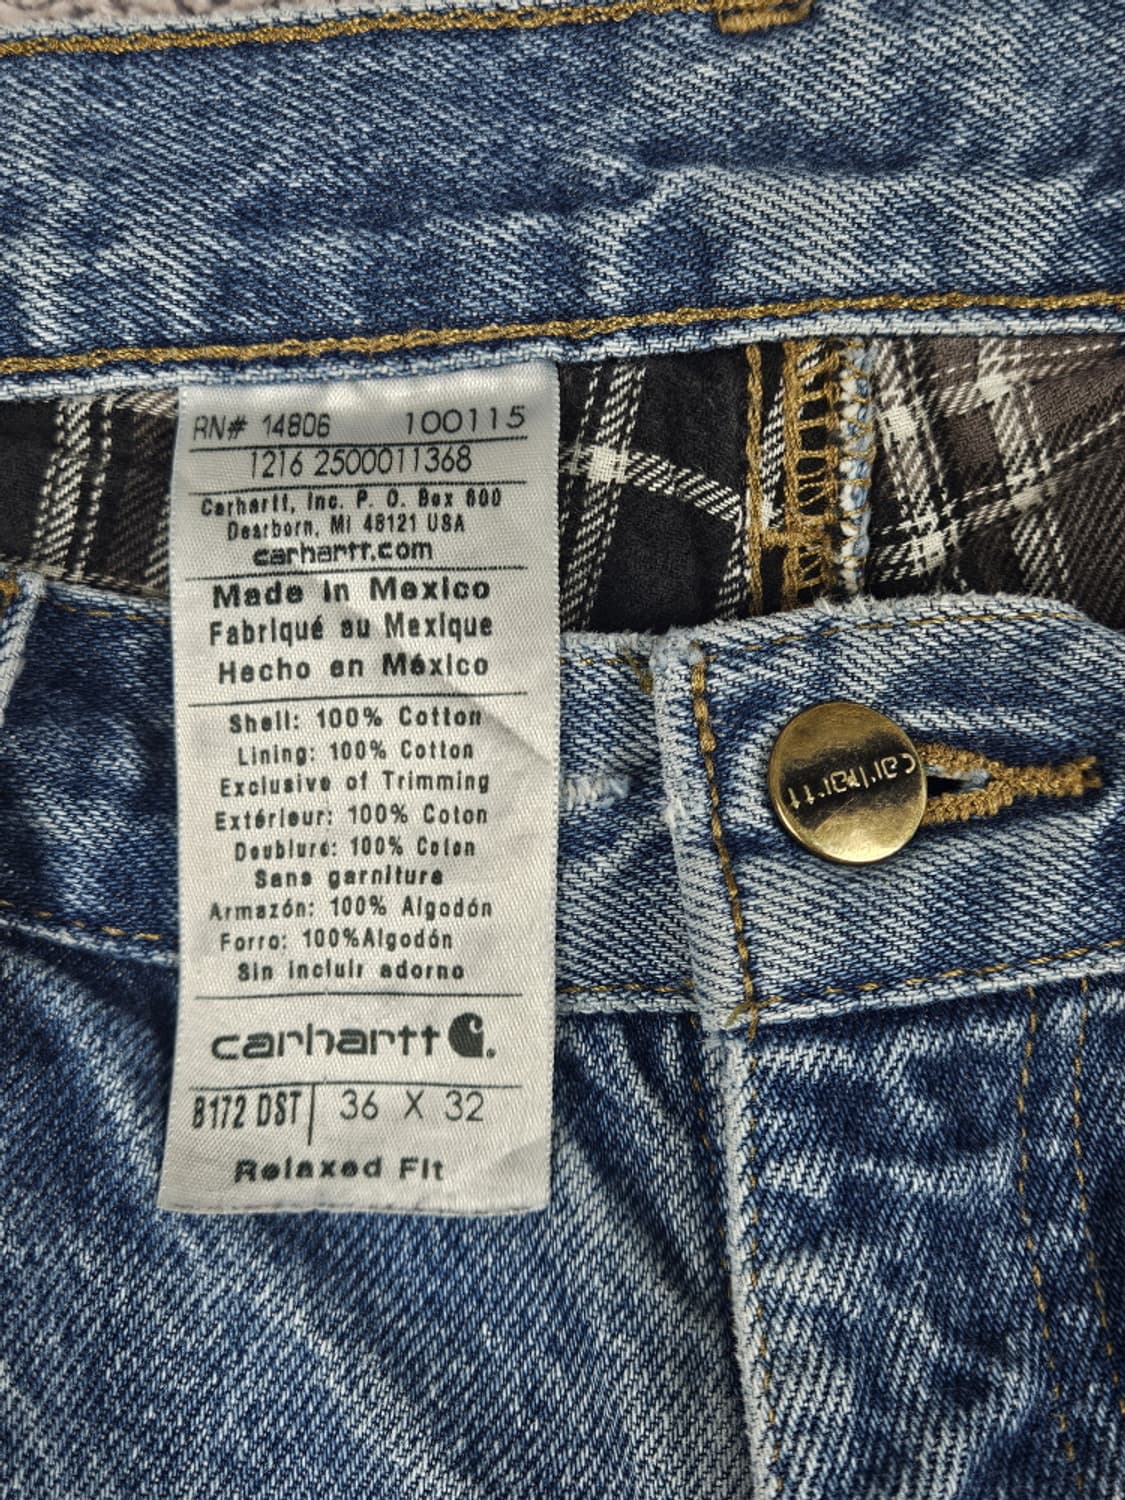 RN# 14806 100115
1216 2500011368
Carhartt, Inc. P. O. Box 600
Dearborn, MI 48121 USA
carhartt.com
Made In Mexico
Fabriqué au Mexique
Hecho en México
Shell: 100% Cotton
Lining: 100% Cotton
Exclusive of Trimming
Extérieur: 100% Coton
Doublure: 100% Coton
Sans garniture
Armazón: 100% Algodón
Forro: 100%Algodón
Sin incluir adorno
carhartt
B172 DST 36 X 32
Relaxed Fit
carhartt